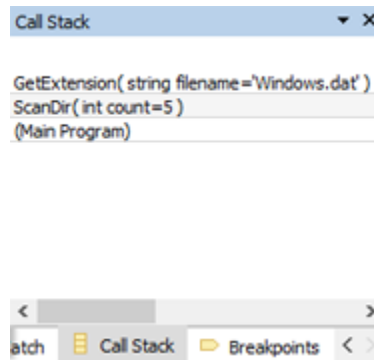 Call Stack
GetExtension( string filename='Windows.dat' )
ScanDir( int count=5 )
(Main Program)
atch Call Stack Breakpoints